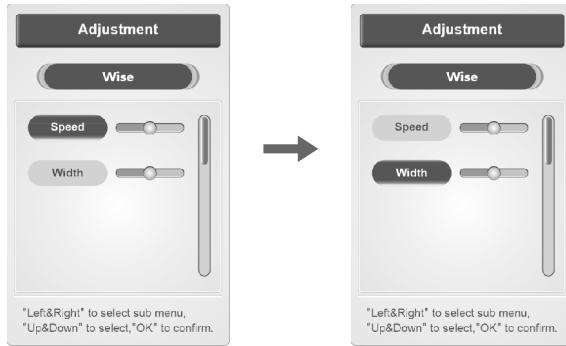 Adjustment
Wise
Speed
Width
"Left&Right" to select sub menu,
"Up&Down" to select,"OK" to confirm.
Adjustment
Wise
Speed
Width
"Left&Right" to select sub menu,
"Up&Down" to select,"OK" to confirm.